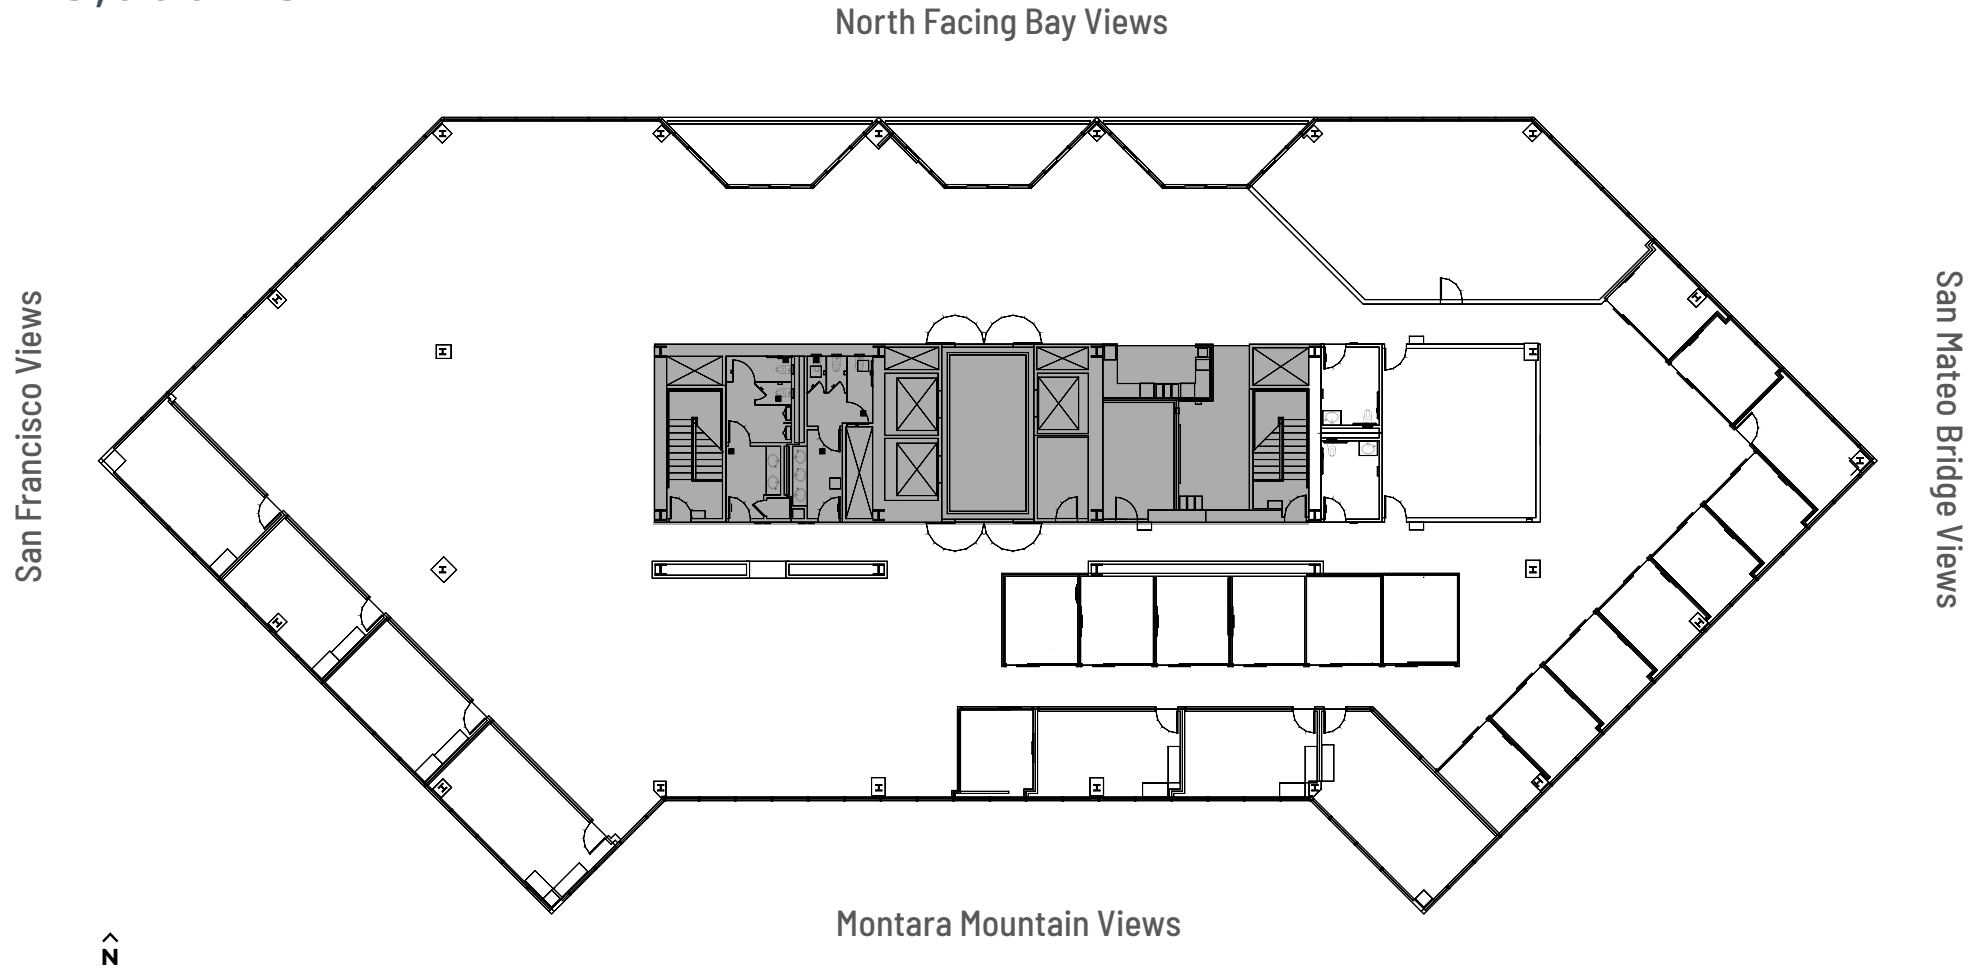 North Facing Bay Views
San Francisco Views
San Mateo Bridge Views
Montara Mountain Views
N